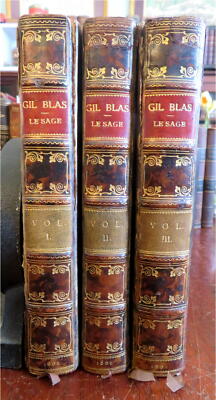 GIL BLAS
LE SAGE
VOL.
I.
GIL BLAS
LE SAGE
VOL.
II.
GIL BLAS
LE SAGE
VOL.
III.